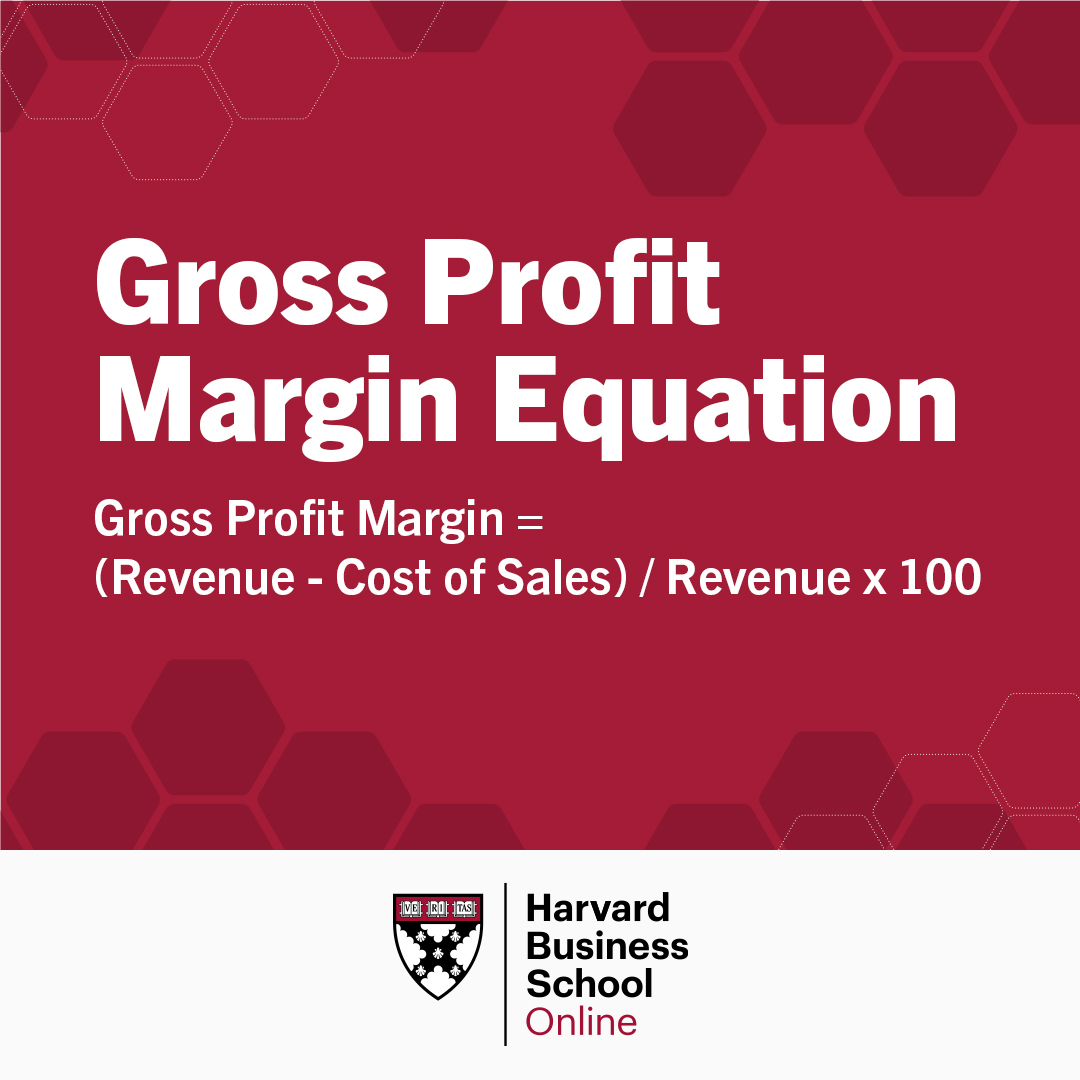 Gross Profit
Margin Equation
Gross Profit Margin =
(Revenue - Cost of Sales) / Revenue x 100
VE RI TAS
Harvard
Business
School
Online